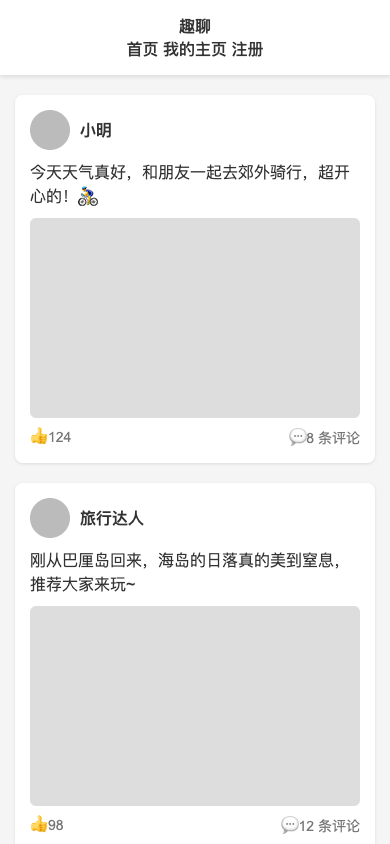 趣聊
首页 我的主页 注册
小明
今天天气真好，和朋友一起去郊外骑行，超开
心的！🚴
👍124
💬8 条评论
旅行达人
刚从巴厘岛回来，海岛的日落真的美到窒息，
推荐大家来玩~
👍98
💬12 条评论